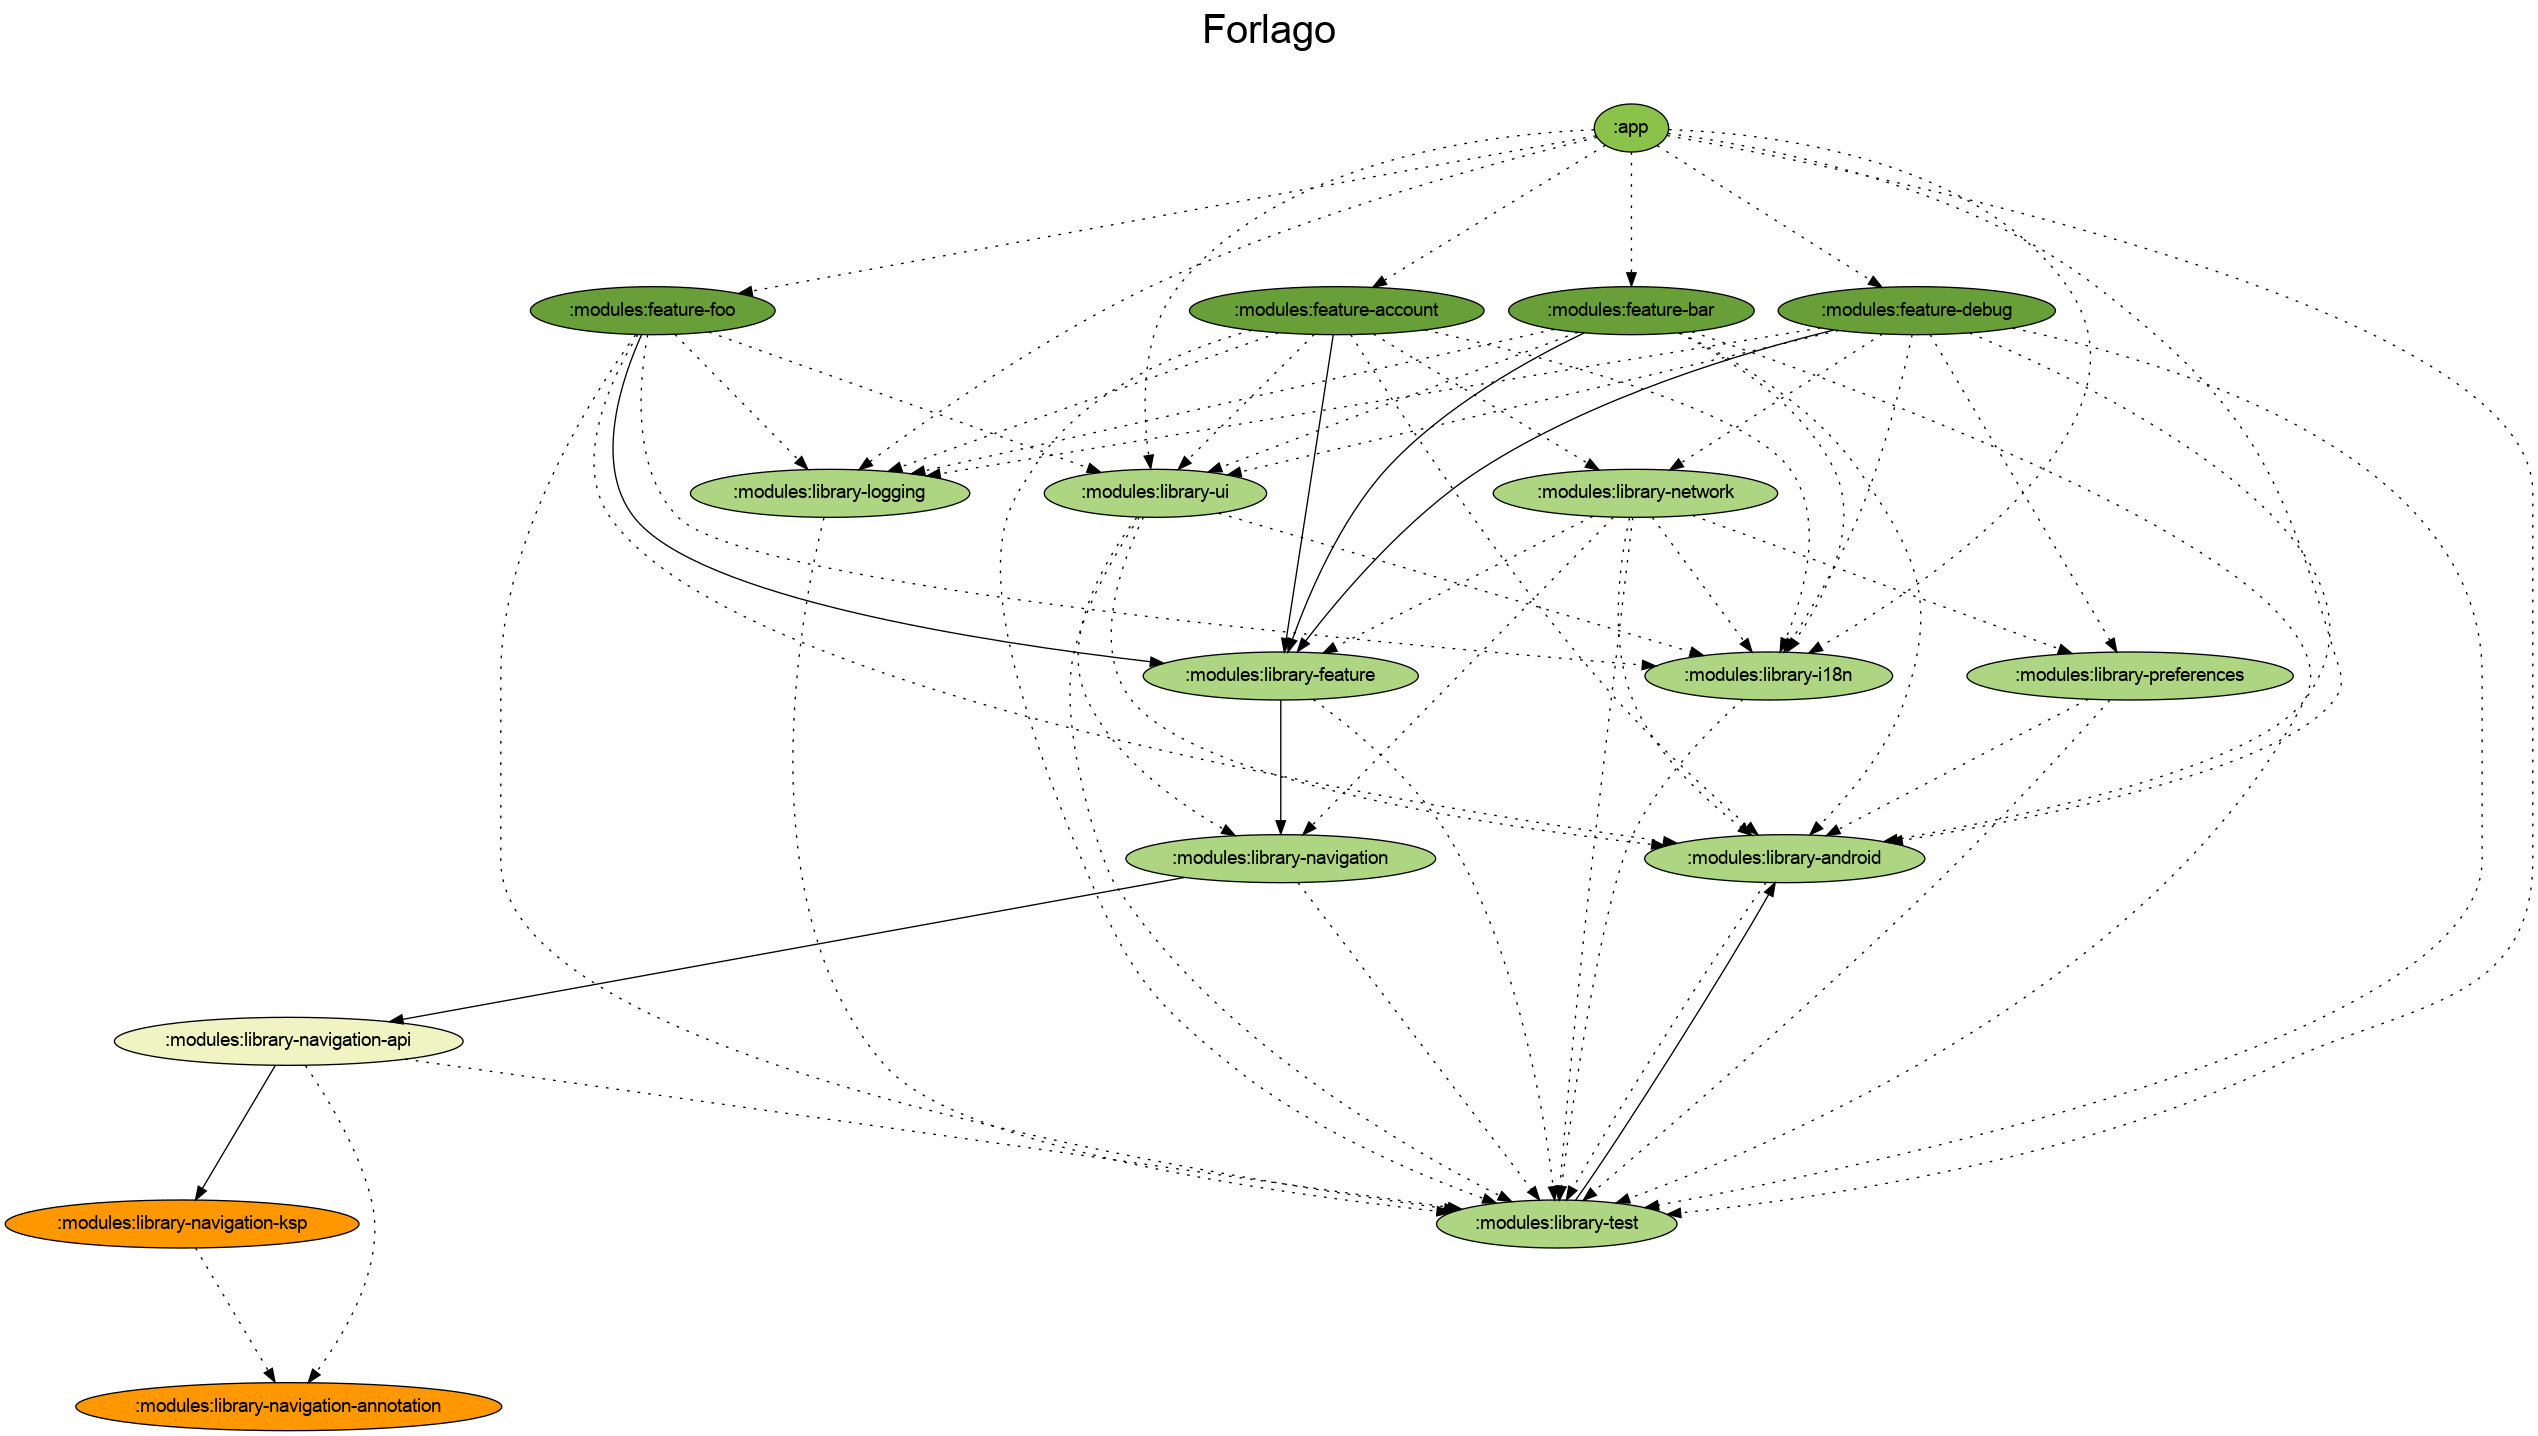 Forlago
:app
:modules:feature-foo
:modules:feature-account
:modules:feature-bar
:modules:feature-debug
:modules:library-logging
:modules:library-ui
:modules:library-network
:modules:library-feature
:modules:library-i18n
:modules:library-preferences
:modules:library-navigation
:modules:library-android
:modules:library-navigation-api
:modules:library-navigation-ksp
:modules:library-test
:modules:library-navigation-annotation